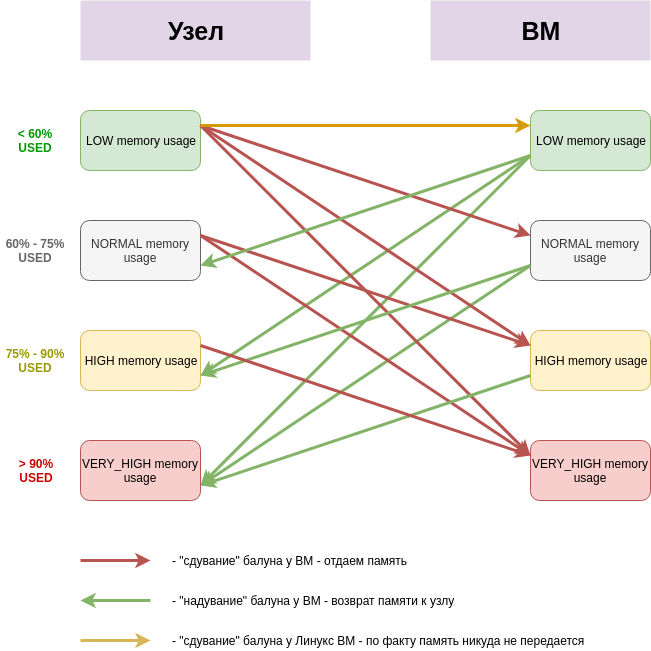 Узел
ВМ
< 60%
USED
LOW memory usage
LOW memory usage
60% - 75%
USED
NORMAL memory
usage
NORMAL memory
usage
75% - 90%
USED
HIGH memory usage
HIGH memory usage
> 90%
USED
VERY_HIGH memory
usage
VERY_HIGH memory
usage
- "сдувание" балуна у ВМ - отдаем память
- "надувание" балуна у ВМ - возврат памяти к узлу
- "сдувание" балуна у Линукс ВМ - по факту память никуда не передается